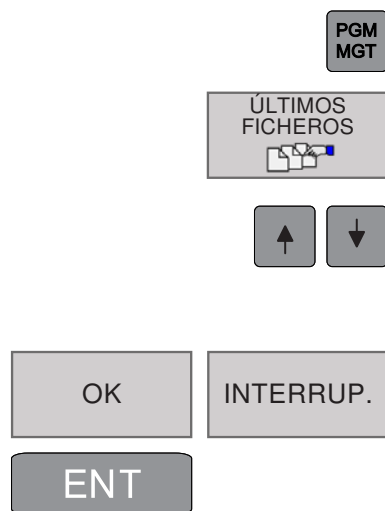 PGM
MGT
ÚLTIMOS
FICHEROS
OK
INTERRUP.
ENT